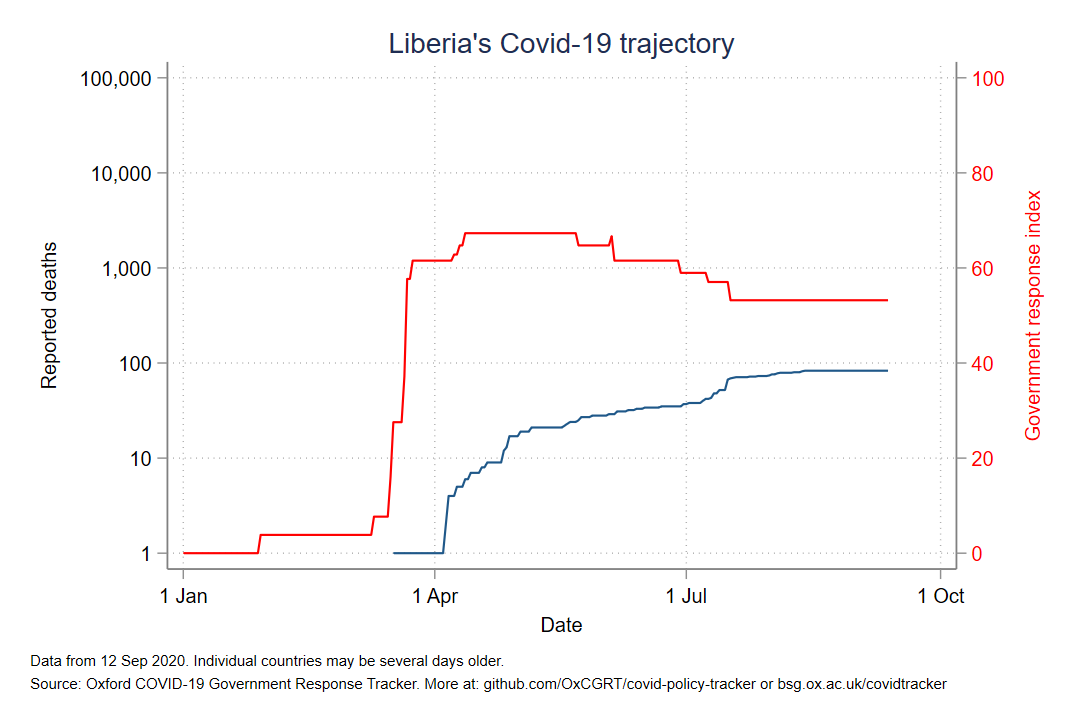 Liberia's Covid-19 trajectory
100,000
10,000
1,000
100
10
1
Reported deaths
100
80
60
40
20
0
Government response index
1 Jan 1 Apr 1 Jul 1 Oct
Date
Data from 12 Sep 2020. Individual countries may be several days older.
Source: Oxford COVID-19 Government Response Tracker. More at: github.com/OxCGRT/covid-policy-tracker or bsg.ox.ac.uk/covidtracker